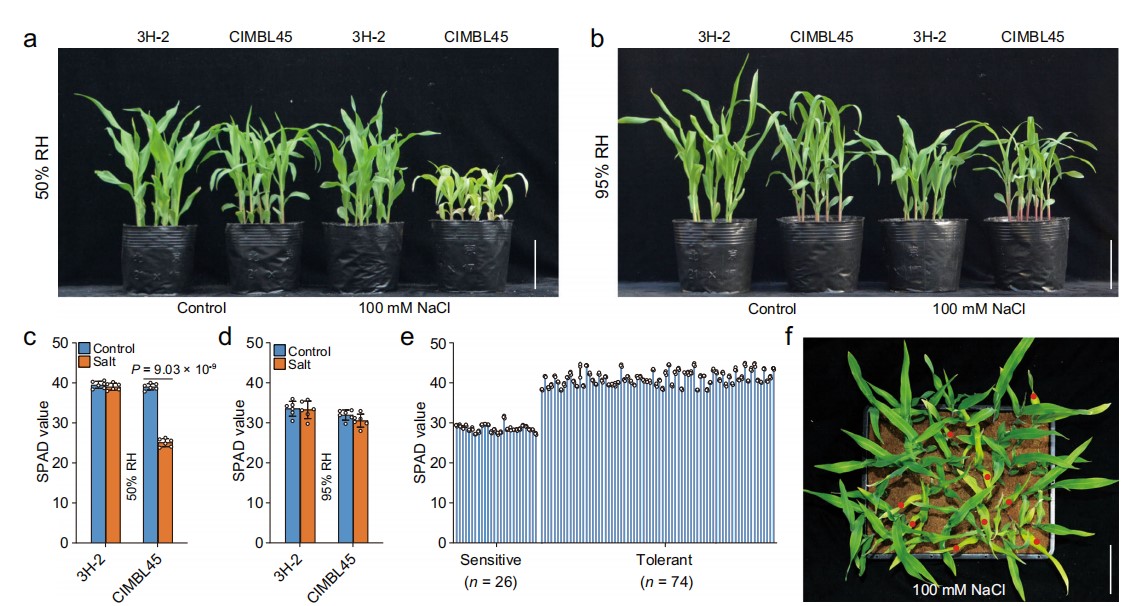 a
3H-2 CIMBL45 3H-2 CIMBL45
50% RH
Control 100 mM NaCl
b
3H-2 CIMBL45 3H-2 CIMBL45
95% RH
Control 100 mM NaCl
c
SPAD value
50
40
30
20
10
0
Control
Salt
P = 9.03 × 10⁻⁹
50% RH
3H-2 CIMBL45
d
SPAD value
50
40
30
20
10
0
Control
Salt
95% RH
3H-2 CIMBL45
e
SPAD value
50
40
30
20
10
0
Sensitive Tolerant
(n = 26) (n = 74)
f
100 mM NaCl